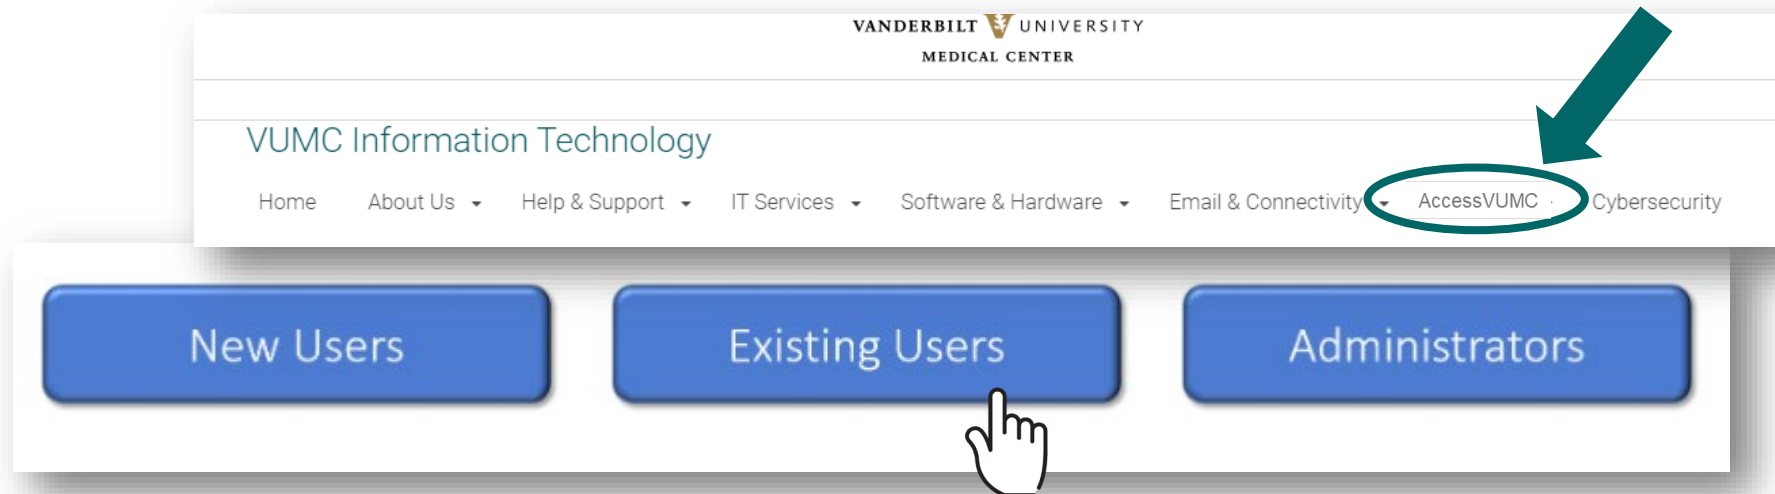 VANDERBILT UNIVERSITY
MEDICAL CENTER
VUMC Information Technology
Home About Us Help & Support IT Services Software & Hardware Email & Connectivity AccessVUMC Cybersecurity
New Users Existing Users Administrators